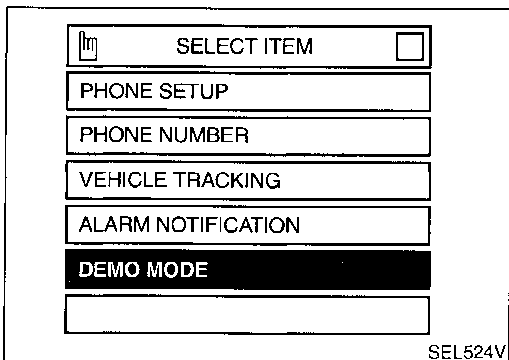 SELECT ITEM
PHONE SETUP
PHONE NUMBER
VEHICLE TRACKING
ALARM NOTIFICATION
DEMO MODE
SEL524V